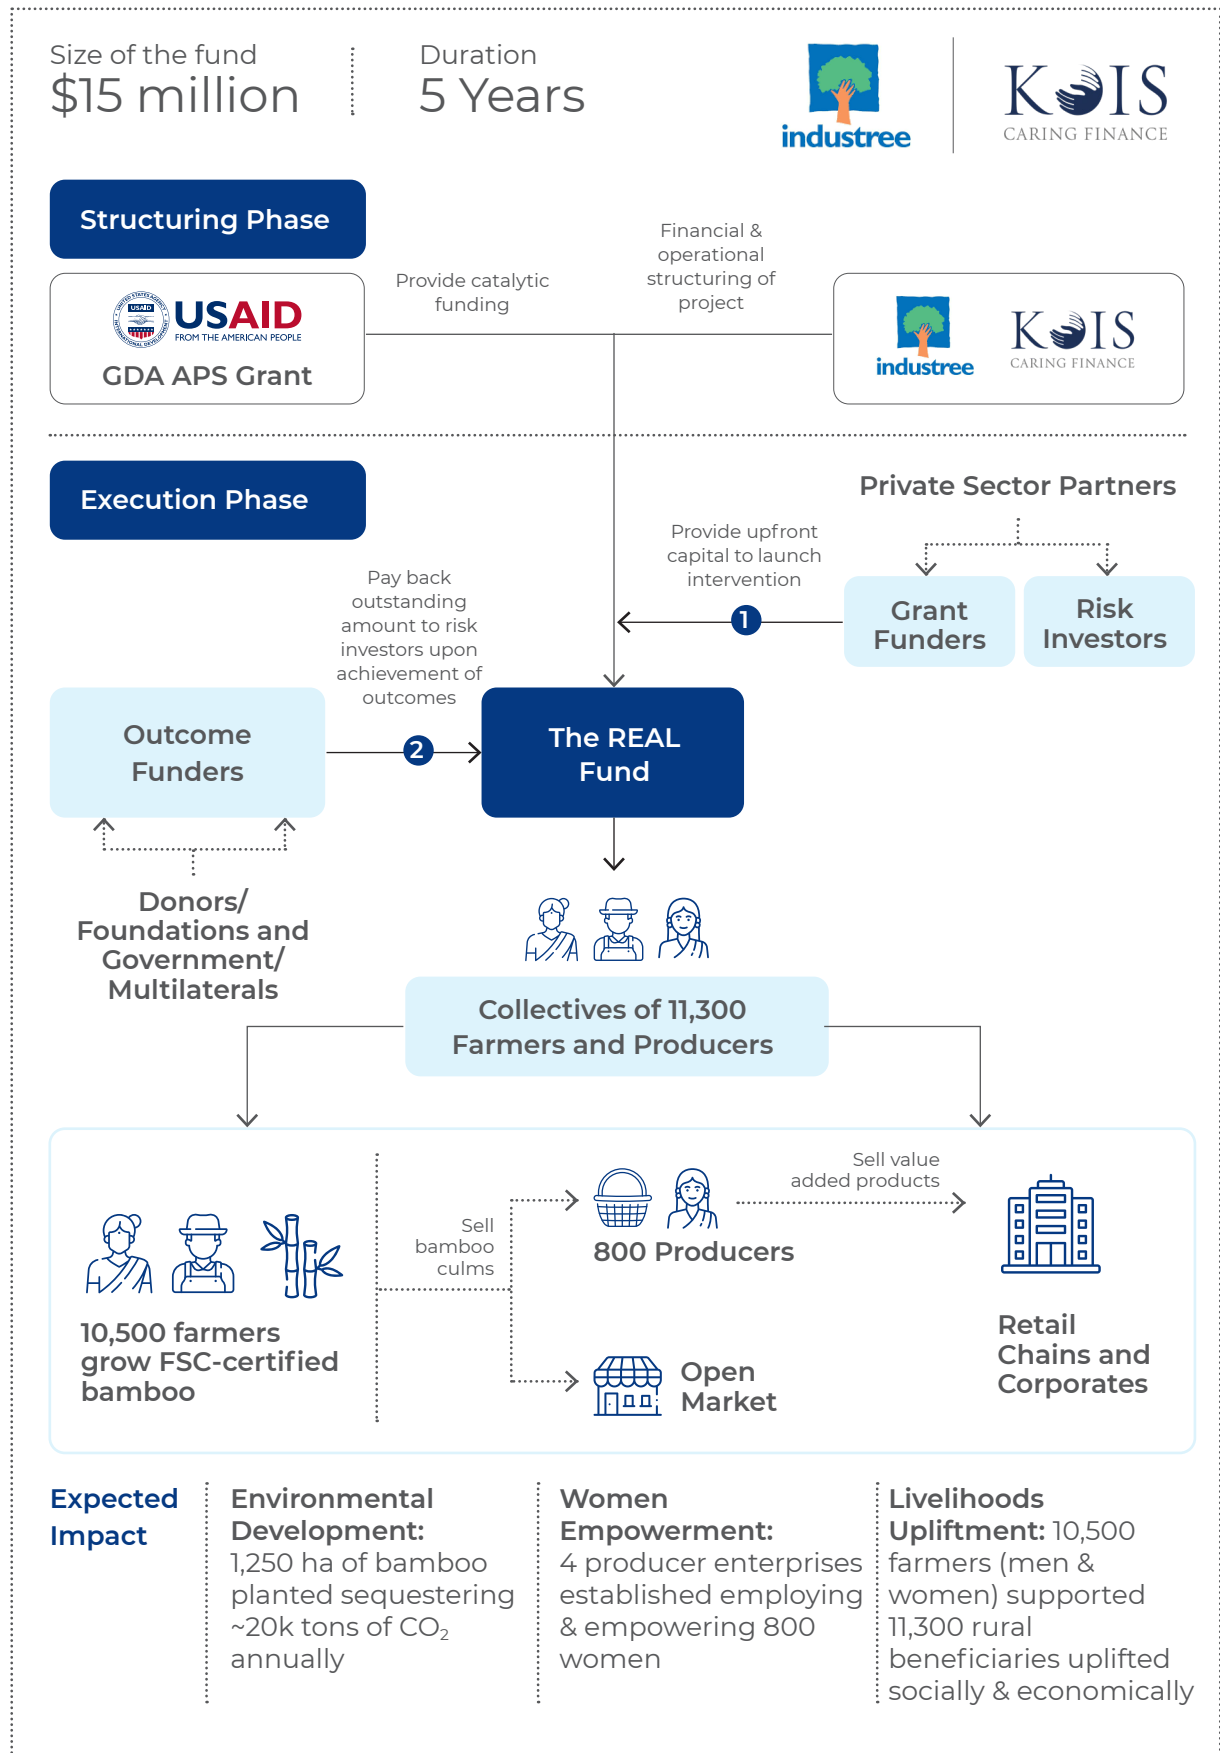 Size of the fund
$15 million
Duration
5 Years
industree
KOIS
CARING FINANCE
Structuring Phase
USAID
FROM THE AMERICAN PEOPLE
GDA APS Grant
Provide catalytic
funding
Financial &
operational
structuring of
project
industree
KOIS
CARING FINANCE
Execution Phase
Private Sector Partners
Provide upfront
capital to launch
intervention
1
Grant
Funders
Risk
Investors
Pay back
outstanding
amount to risk
investors upon
achievement of
outcomes
Outcome
Funders
2
The REAL
Fund
Donors/
Foundations and
Government/
Multilaterals
Collectives of 11,300
Farmers and Producers
10,500 farmers
grow FSC-certified
bamboo
Sell
bamboo
culms
800 Producers
Open
Market
Sell value
added products
Retail
Chains and
Corporates
Expected
Impact
Environmental
Development:
1,250 ha of bamboo
planted sequestering
~20k tons of CO₂
annually
Women
Empowerment:
4 producer enterprises
established employing
& empowering 800
women
Livelihoods
Upliftment: 10,500
farmers (men &
women) supported
11,300 rural
beneficiaries uplifted
socially & economically